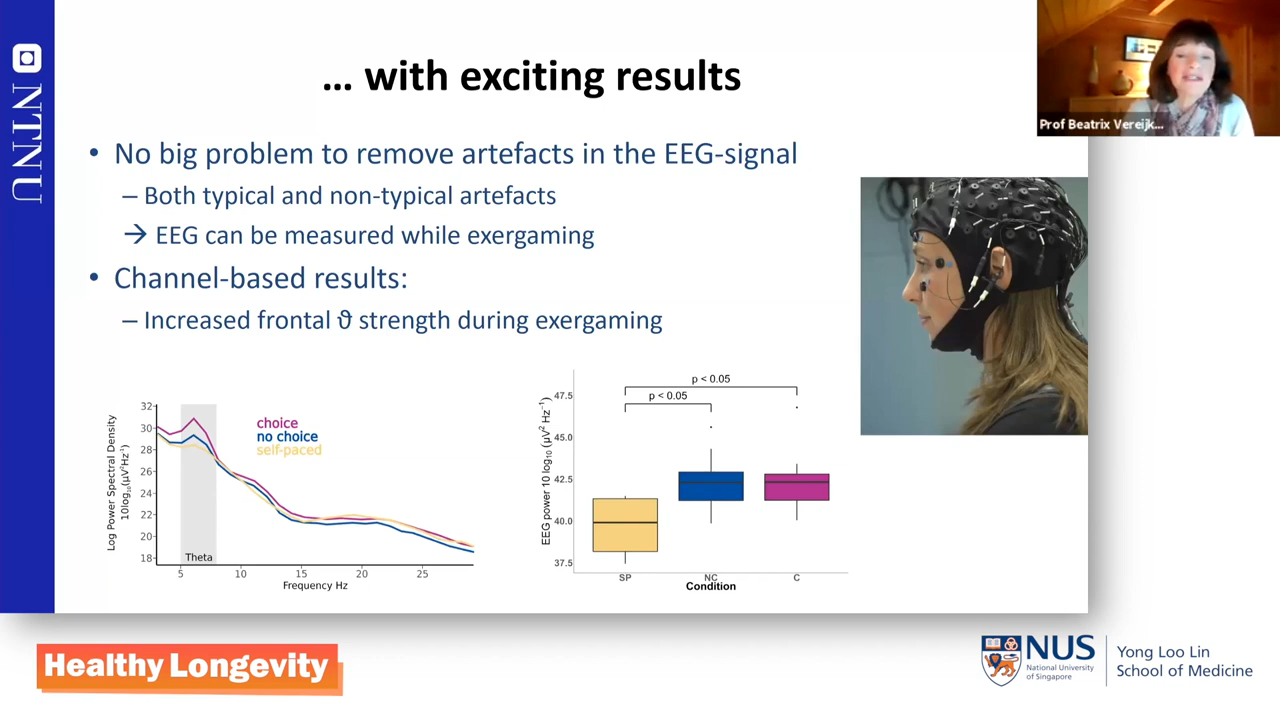 NTNU
… with exciting results
Prof Beatrix Vereijk...
• No big problem to remove artefacts in the EEG-signal
– Both typical and non-typical artefacts
→ EEG can be measured while exergaming
• Channel-based results:
– Increased frontal ϑ strength during exergaming
Log Power Spectral Density
10log₁₀(µV²Hz⁻¹)
32
30
28
26
24
22
20
18
choice
no choice
self-paced
Theta
5 10 15 20 25
Frequency Hz
EEG power 10 log₁₀ (µV² Hz⁻¹)
47.5
45.0
42.5
40.0
37.5
p < 0.05
p < 0.05
SP NC C
Condition
Healthy Longevity
NUS
National University
of Singapore
Yong Loo Lin
School of Medicine